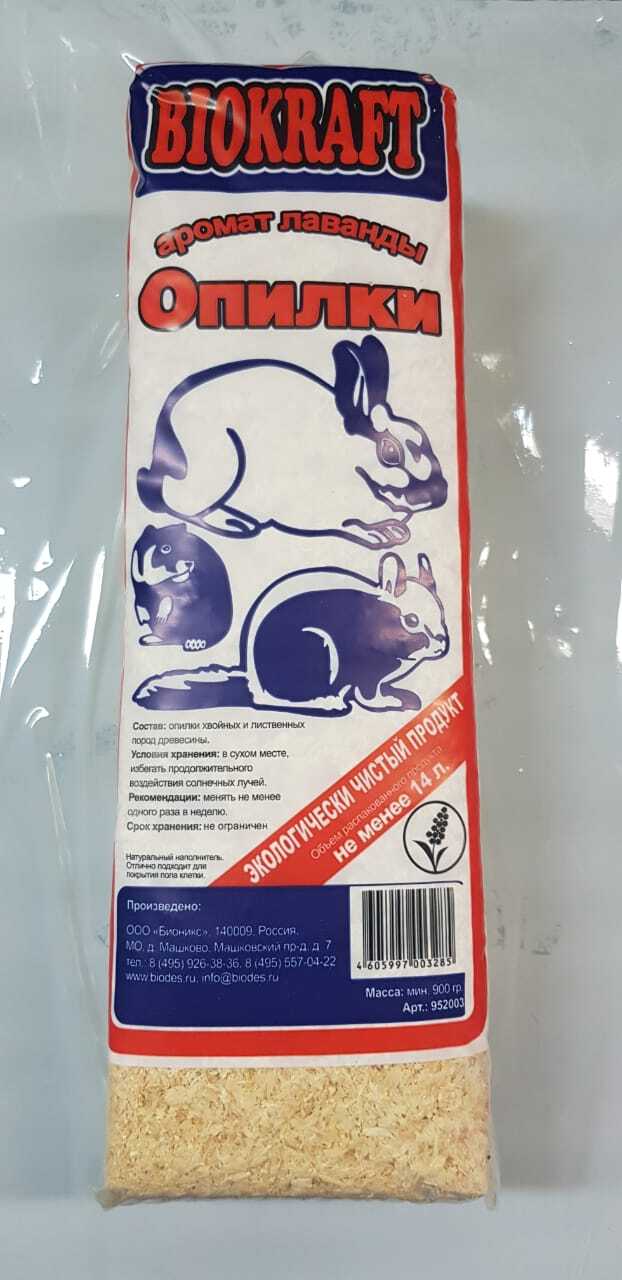 BIOKRAFT
аромат лаванды
Опилки
Состав: опилки хвойных и лиственных
пород древесины.
Условия хранения: в сухом месте,
избегать продолжительного
воздействия солнечных лучей.
Рекомендации: менять не менее
одного раза в неделю.
Срок хранения: не ограничен
Натуральный наполнитель.
Отлично подходит для
покрытия пола клетки.
ЭКОЛОГИЧЕСКИ ЧИСТЫЙ ПРОДУКТ
Объем распакованного продукта
не менее 14 л.
Произведено:
ООО «Бионикс», 140009, Россия,
МО, д. Машково, Машковский пр-д, д. 7
тел.: 8 (495) 926-38-36, 8 (495) 557-04-22
www.biodes.ru, info@biodes.ru
4 605997 003285
Масса: мин. 900 гр.
Арт.: 952003